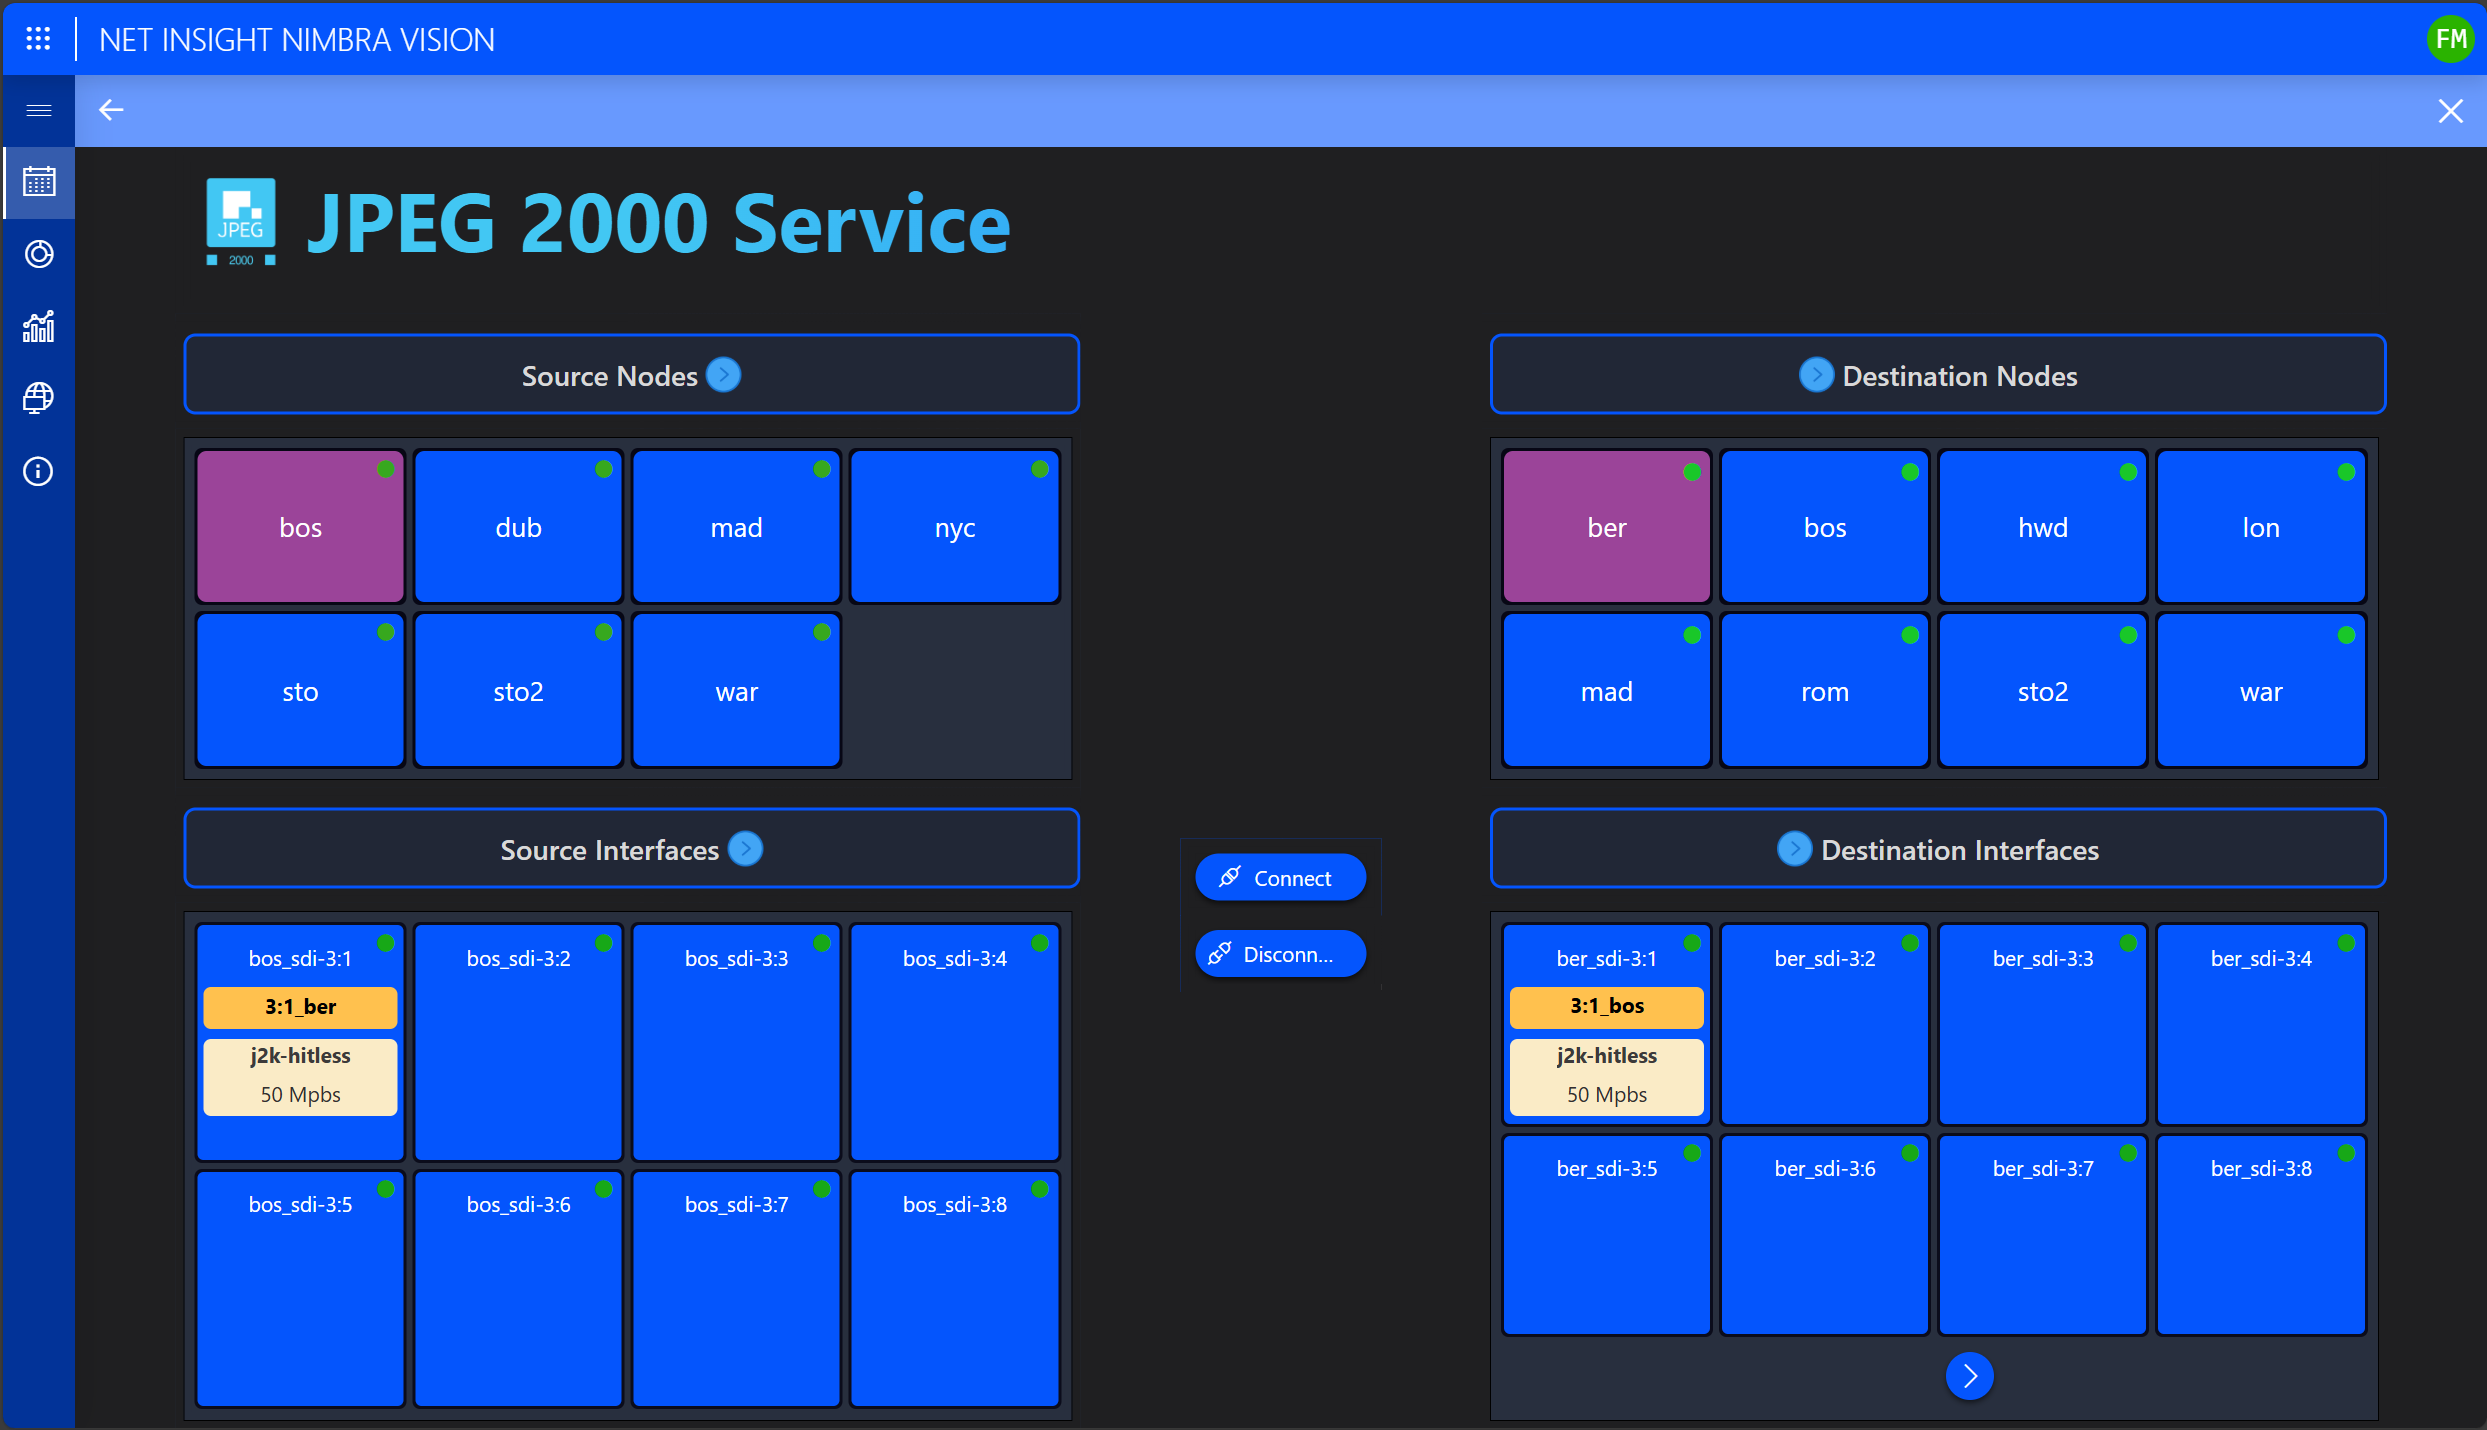 NET INSIGHT NIMBRA VISION
FM
JPEG
2000
JPEG 2000 Service
Source Nodes
bos
dub
mad
nyc
sto
sto2
war
Destination Nodes
ber
bos
hwd
lon
mad
rom
sto2
war
Source Interfaces
bos_sdi-3:1
3:1_ber
j2k-hitless
50 Mpbs
bos_sdi-3:2
bos_sdi-3:3
bos_sdi-3:4
bos_sdi-3:5
bos_sdi-3:6
bos_sdi-3:7
bos_sdi-3:8
Connect
Disconn...
Destination Interfaces
ber_sdi-3:1
3:1_bos
j2k-hitless
50 Mpbs
ber_sdi-3:2
ber_sdi-3:3
ber_sdi-3:4
ber_sdi-3:5
ber_sdi-3:6
ber_sdi-3:7
ber_sdi-3:8